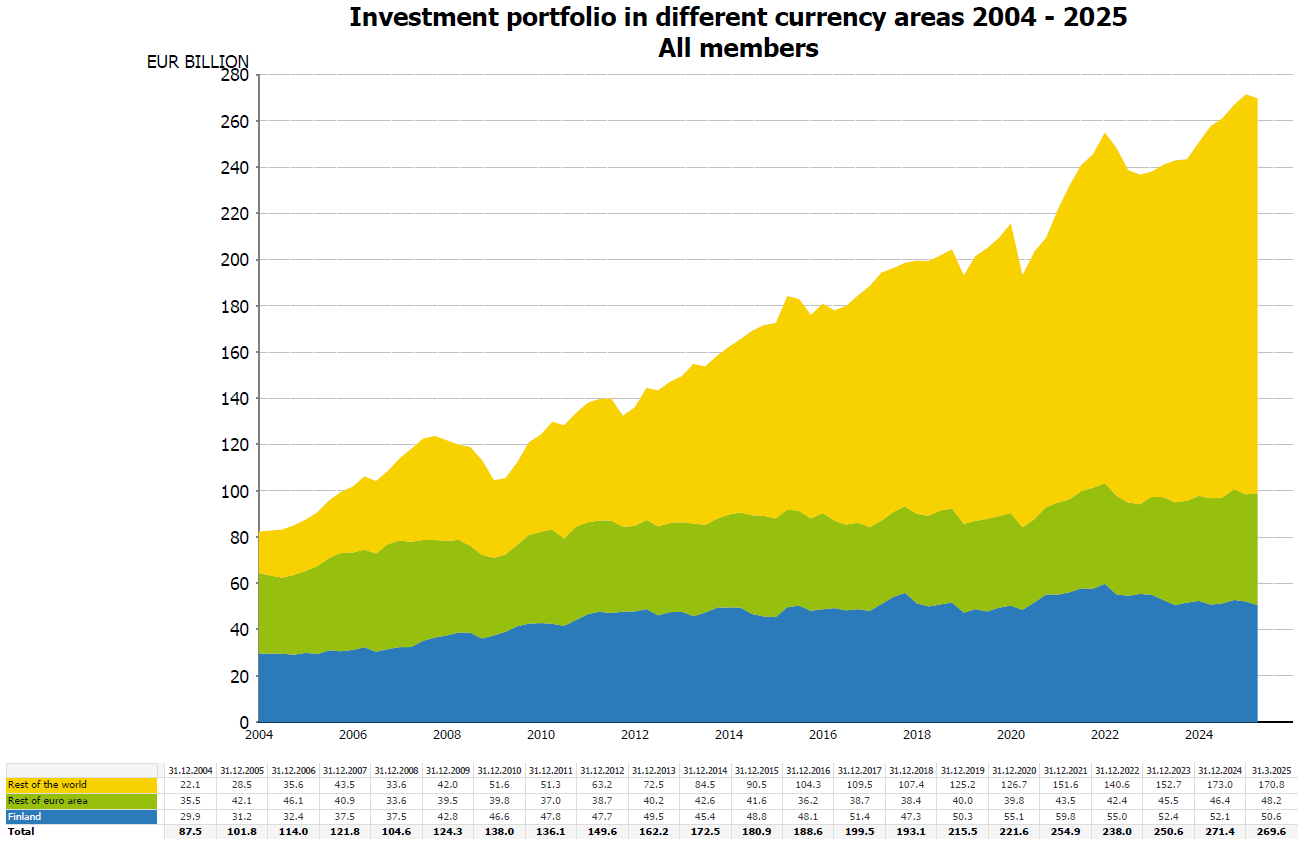 Investment portfolio in different currency areas 2004 - 2025
All members
EUR BILLION
280
260
240
220
200
180
160
140
120
100
80
60
40
20
0
2004 2006 2008 2010 2012 2014 2016 2018 2020 2022 2024
31.12.2004 31.12.2005 31.12.2006 31.12.2007 31.12.2008 31.12.2009 31.12.2010 31.12.2011 31.12.2012 31.12.2013 31.12.2014 31.12.2015 31.12.2016 31.12.2017 31.12.2018 31.12.2019 31.12.2020 31.12.2021 31.12.2022 31.12.2023 31.12.2024 31.3.2025
Rest of the world 22.1 28.5 35.6 43.5 33.6 42.0 51.6 51.3 63.2 72.5 84.5 90.5 104.3 109.5 107.4 125.2 126.7 151.6 140.6 152.7 173.0 170.8
Rest of euro area 35.5 42.1 46.1 40.9 33.6 39.5 39.8 37.0 38.7 40.2 42.6 41.6 36.2 38.7 38.4 40.0 39.8 43.5 42.4 45.5 46.4 48.2
Finland 29.9 31.2 32.4 37.5 37.5 42.8 46.6 47.8 47.7 49.5 45.4 48.8 48.1 51.4 47.3 50.3 55.1 59.8 55.0 52.4 52.1 50.6
Total 87.5 101.8 114.0 121.8 104.6 124.3 138.0 136.1 149.6 162.2 172.5 180.9 188.6 199.5 193.1 215.5 221.6 254.9 238.0 250.6 271.4 269.6